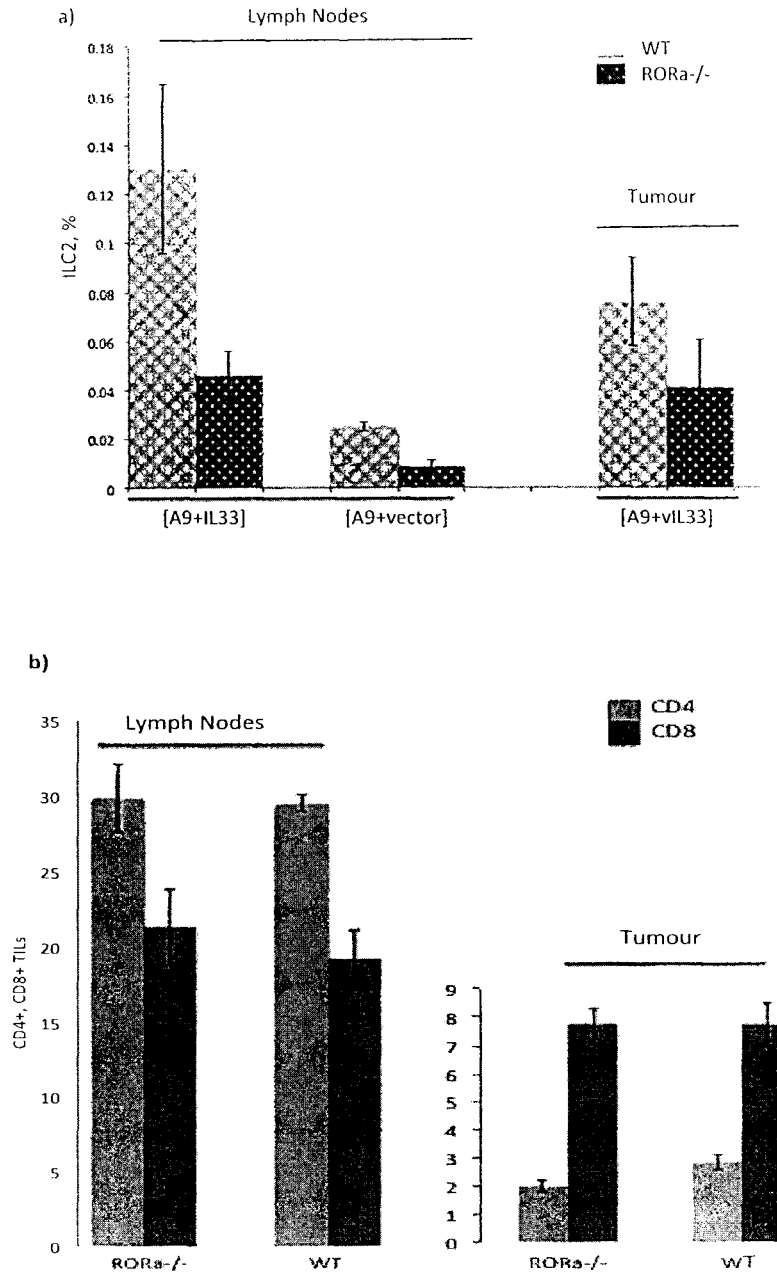 a)
Lymph Nodes
WT
RORa-/-
0.18
0.16
0.14
0.12
0.1
0.08
0.06
0.04
0.02
0
ILC2, %
Tumour
[A9+IL33]
[A9+vector]
[A9+vIL33]
b)
CD4
CD8
Lymph Nodes
35
30
25
20
15
10
5
0
CD4+, CD8+ TILs
RORa-/-
WT
Tumour
9
8
7
6
5
4
3
2
1
0
RORa-/-
WT